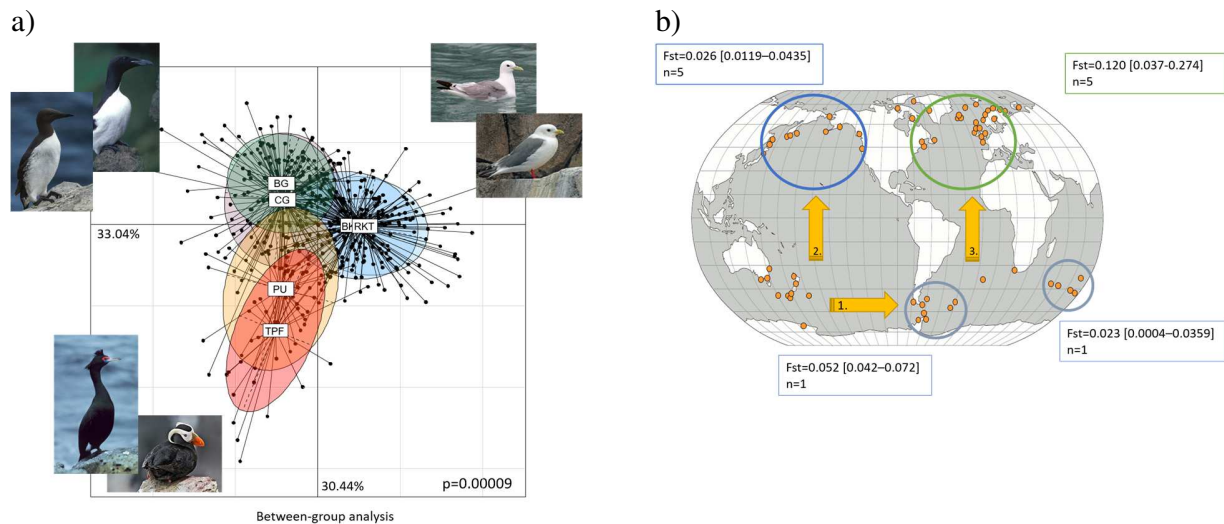 a)
BG
CG
BKRKT
PU
TPF
33.04%
30.44%
p=0.00009
Between-group analysis
b)
Fst=0.026 [0.0119–0.0435]
n=5
Fst=0.120 [0.037-0.274]
n=5
2.
3.
1.
Fst=0.023 [0.0004–0.0359]
n=1
Fst=0.052 [0.042–0.072]
n=1